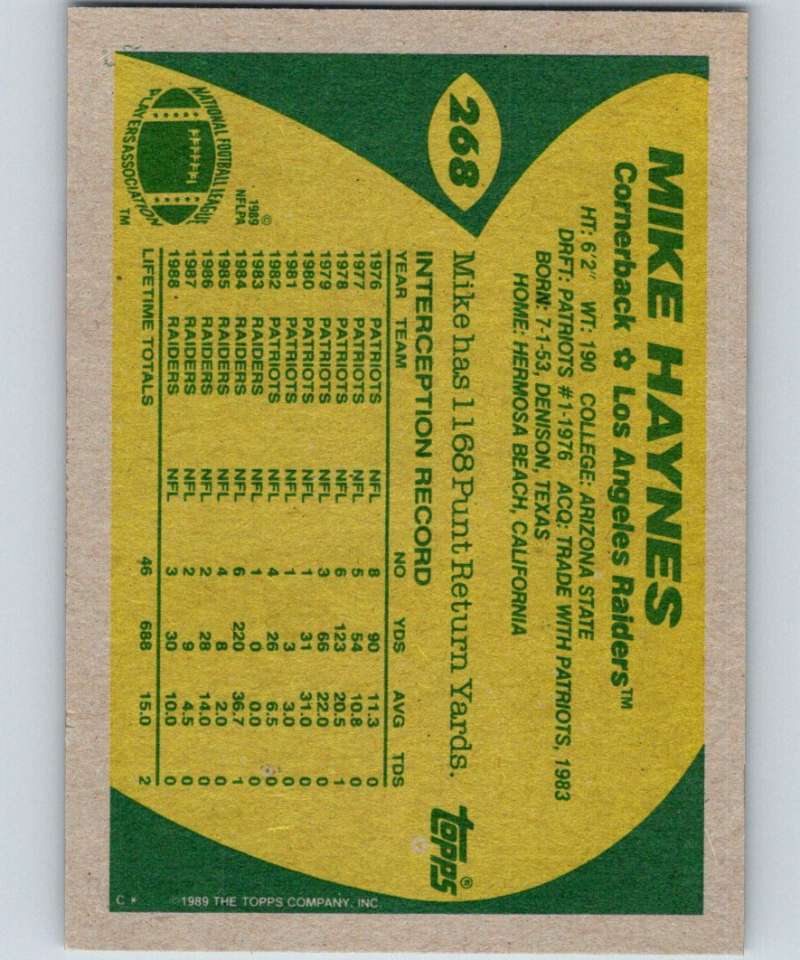 268
MIKE HAYNES
Cornerback ✿ Los Angeles Raiders™
HT: 6'2" WT: 190 COLLEGE: ARIZONA STATE
DRFT: PATRIOTS #1-1976 ACQ: TRADE WITH PATRIOTS, 1983
BORN: 7-1-53, DENISON, TEXAS
HOME: HERMOSA BEACH, CALIFORNIA
Mike has 1168 Punt Return Yards.
topps®
INTERCEPTION RECORD
YEAR TEAM NO YDS AVG TDS
1976 PATRIOTS NFL 8 90 11.3 0
1977 PATRIOTS NFL 5 54 10.8 0
1978 PATRIOTS NFL 6 123 20.5 1
1979 PATRIOTS NFL 3 66 22.0 0
1980 PATRIOTS NFL 1 31 31.0 0
1981 PATRIOTS NFL 1 3 3.0 0
1982 PATRIOTS NFL 4 26 6.5 0
1983 RAIDERS NFL 1 0 0.0 0
1984 RAIDERS NFL 6 220 36.7 1
1985 RAIDERS NFL 4 8 2.0 0
1986 RAIDERS NFL 2 28 14.0 0
1987 RAIDERS NFL 2 9 4.5 0
1988 RAIDERS NFL 3 30 10.0 0
LIFETIME TOTALS 46 688 15.0 2
©
1989
NFLPA
NATIONAL FOOTBALL LEAGUE
PLAYERS ASSOCIATION
™
C* ©1989 THE TOPPS COMPANY, INC.